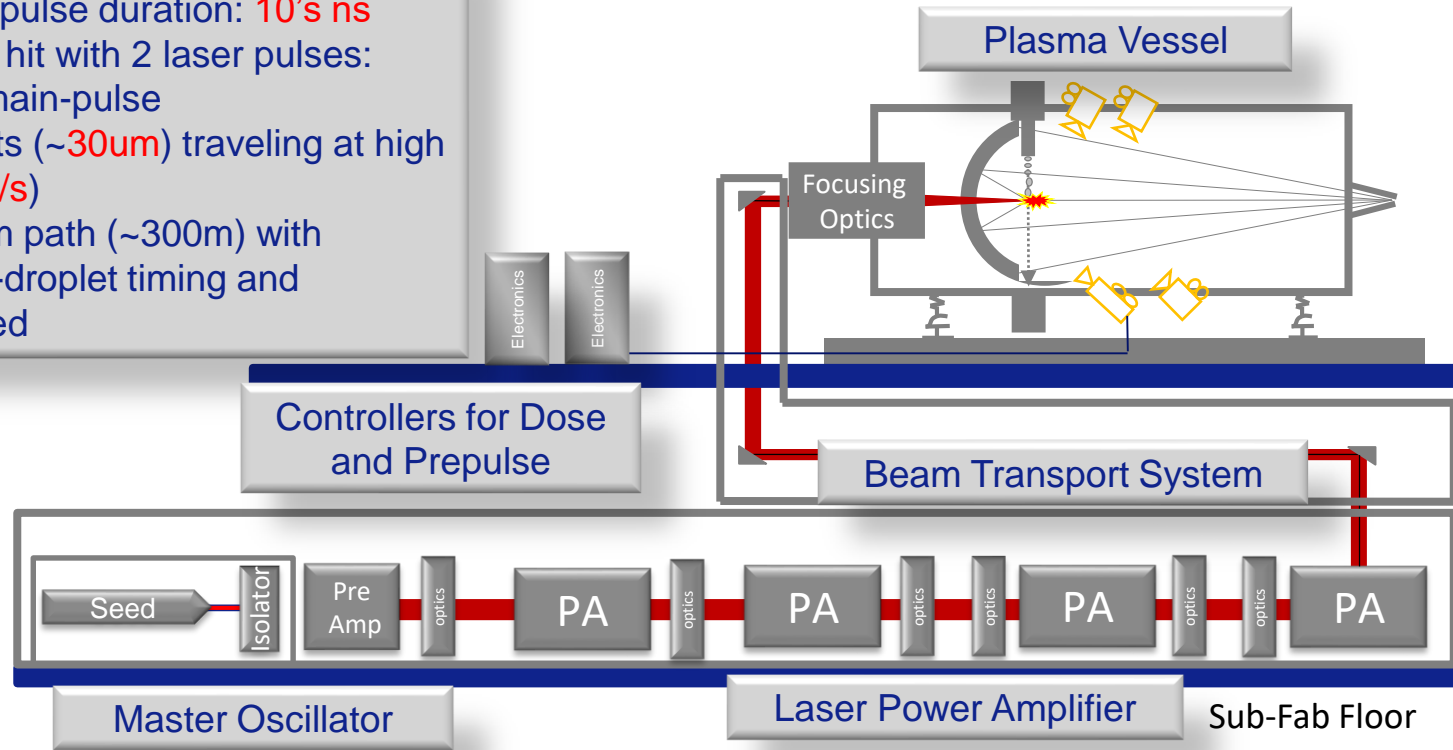 pulse duration: 10's ns
hit with 2 laser pulses:
main-pulse
ts (~30um) traveling at high
/s)
m path (~300m) with
-droplet timing and
ed
Plasma Vessel
Focusing
Optics
Electronics
Electronics
Controllers for Dose
and Prepulse
Beam Transport System
Seed
Isolator
Pre
Amp
optics
PA
optics
PA
optics
optics
PA
optics
optics
PA
Master Oscillator
Laser Power Amplifier
Sub-Fab Floor